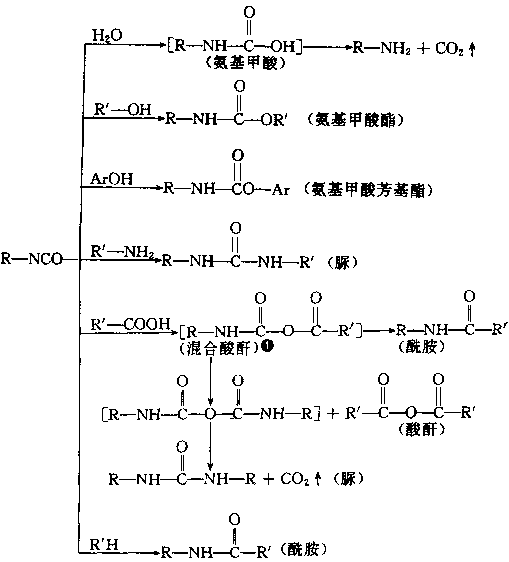 H₂O → [R—NH—C(=O)—OH] → R—NH₂ + CO₂↑
(氨基甲酸)
R'—OH → R—NH—C(=O)—OR' (氨基甲酸酯)
ArOH → R—NH—C(=O)O—Ar (氨基甲酸芳基酯)
R—NCO
R'—NH₂ → R—NH—C(=O)—NH—R' (脲)
R'—COOH → [R—NH—C(=O)—O—C(=O)—R'] → R—NH—C(=O)—R'
(混合酸酐)❶ (酰胺)
[R—NH—C(=O)—O—C(=O)—NH—R] + R'—C(=O)—O—C(=O)—R'
(酸酐)
R—NH—C(=O)—NH—R + CO₂↑ (脲)
R'H → R—NH—C(=O)—R' (酰胺)